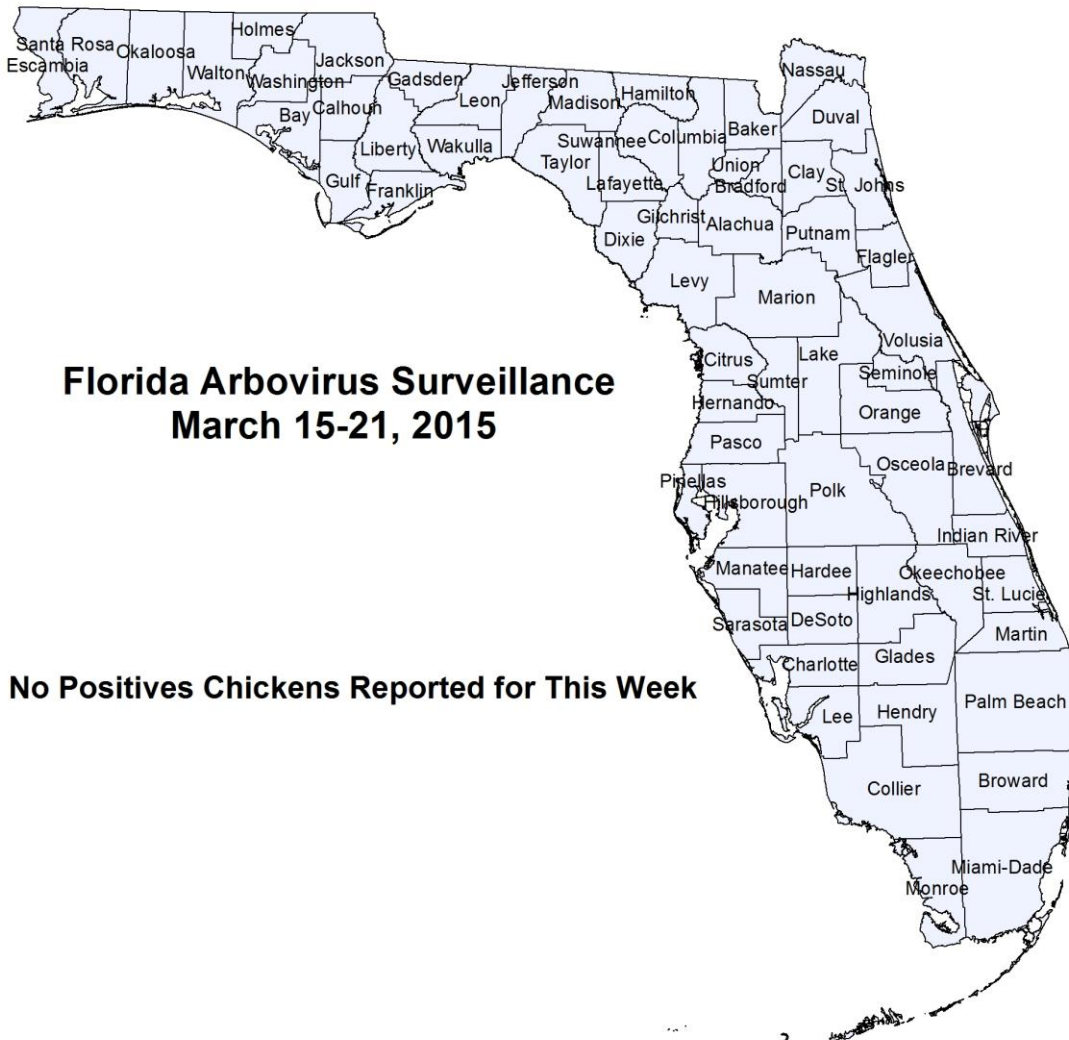 Holmes
Santa Rosa
Okaloosa
Escambia
Walton
Washington
Jackson
Gadsden
Jefferson
Nassau
Bay
Calhoun
Leon
Madison
Hamilton
Duval
Liberty
Wakulla
Taylor
Suwannee
Columbia
Baker
Gulf
Franklin
Lafayette
Union
Bradford
Clay
St. Johns
Dixie
Gilchrist
Alachua
Putnam
Flagler
Levy
Marion
Volusia
Citrus
Lake
Sumter
Seminole
Florida Arbovirus Surveillance
March 15-21, 2015
Hernando
Orange
Pasco
Osceola
Brevard
Pinellas
Hillsborough
Polk
Indian River
Manatee
Hardee
Okeechobee
Highlands
St. Lucie
Sarasota
DeSoto
Martin
Charlotte
Glades
No Positives Chickens Reported for This Week
Palm Beach
Lee
Hendry
Collier
Broward
Miami-Dade
Monroe